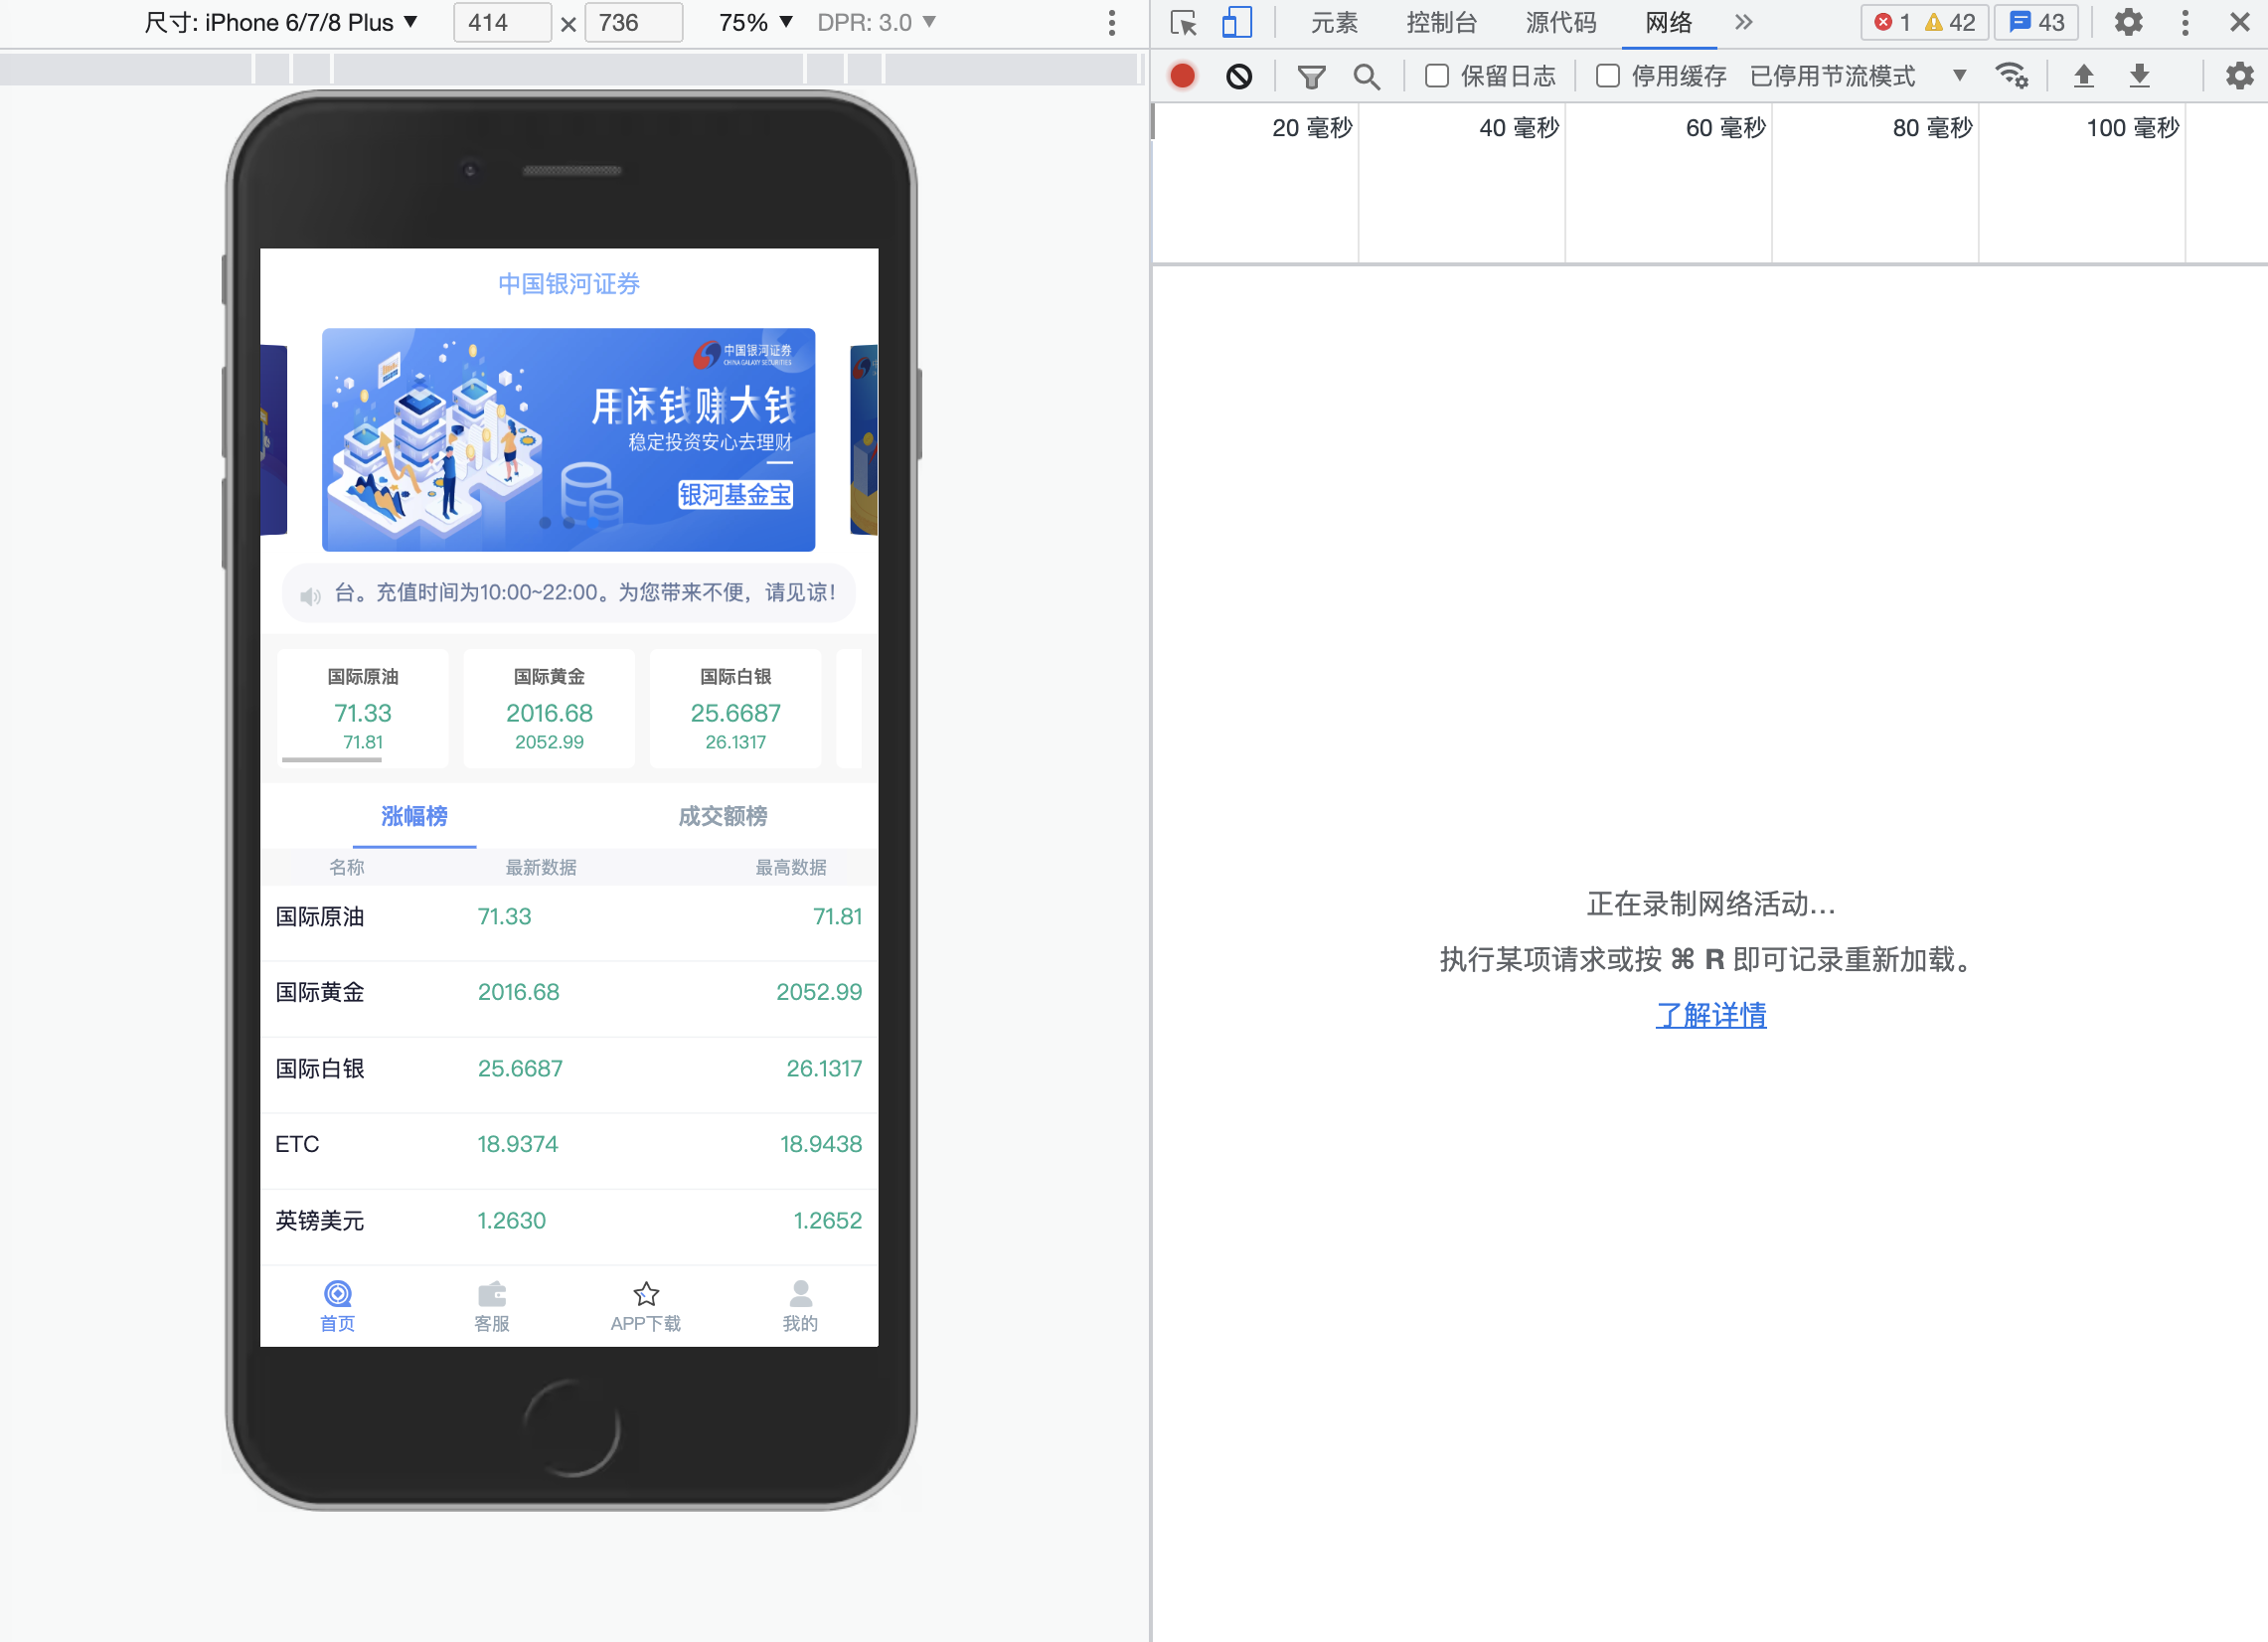 尺寸: iPhone 6/7/8 Plus ▼ 414 × 736 75% ▼ DPR: 3.0 ▼
中国银河证券
中国银河证券
CHINA GALAXY SECURITIES
用闲钱赚大钱
稳定投资安心去理财
银河基金宝
台。充值时间为10:00~22:00。为您带来不便，请见谅！
国际原油 国际黄金 国际白银
71.33 2016.68 25.6687
71.81 2052.99 26.1317
涨幅榜 成交额榜
名称 最新数据 最高数据
国际原油 71.33 71.81
国际黄金 2016.68 2052.99
国际白银 25.6687 26.1317
ETC 18.9374 18.9438
英镑美元 1.2630 1.2652
首页 客服 APP下载 我的
元素 控制台 源代码 网络 1 42 43
保留日志 停用缓存 已停用节流模式 ▼
20 毫秒 40 毫秒 60 毫秒 80 毫秒 100 毫秒
正在录制网络活动…
执行某项请求或按 ⌘ R 即可记录重新加载。
了解详情